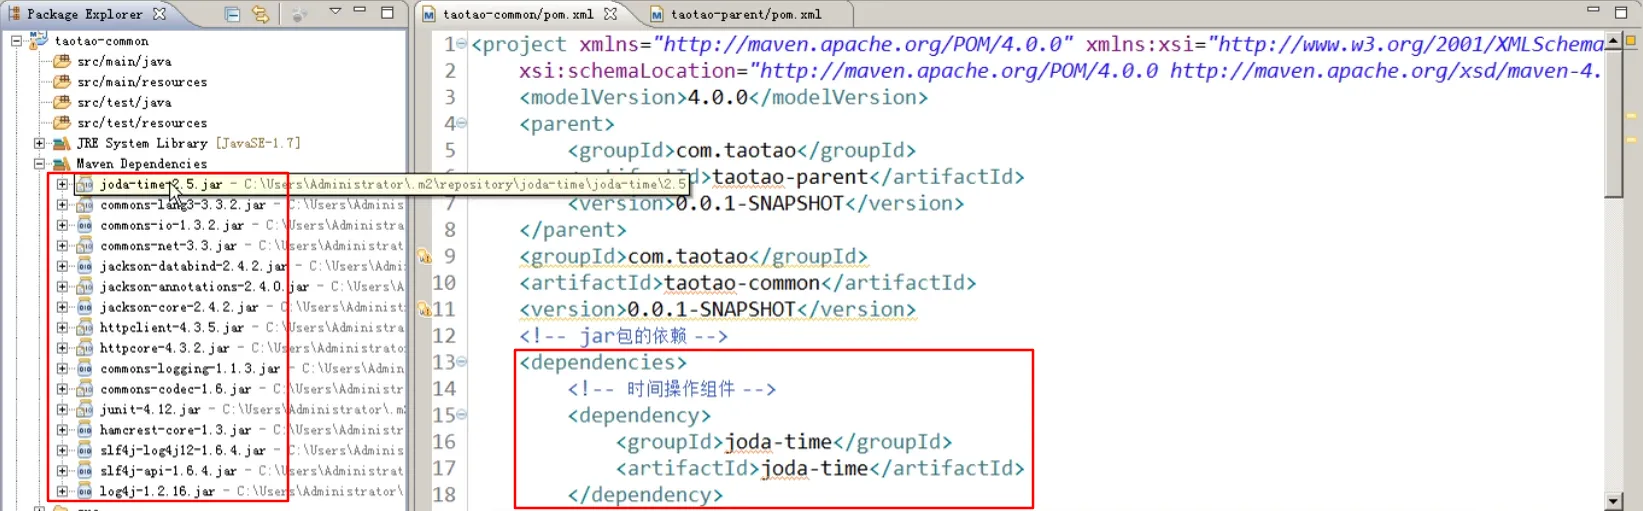 Package Explorer
taotao-common
src/main/java
src/main/resources
src/test/java
src/test/resources
JRE System Library [JavaSE-1.7]
Maven Dependencies
joda-time-2.5.jar - C:\Users\Administrator\.m2\repository\joda-time\joda-time\2.5
commons-lang3-3.3.2.jar - C:\Users\Adminis
commons-io-1.3.2.jar - C:\Users\Administra
commons-net-3.3.jar - C:\Users\Administrat
jackson-databind-2.4.2.jar - C:\Users\Admi
jackson-annotations-2.4.0.jar - C:\Users\A
jackson-core-2.4.2.jar - C:\Users\Administ
httpclient-4.3.5.jar - C:\Users\Administra
httpcore-4.3.2.jar - C:\Users\Administrato
commons-logging-1.1.3.jar - C:\Users\Admin
commons-codec-1.6.jar - C:\Users\Administr
junit-4.12.jar - C:\Users\Administrator\.m
hamcrest-core-1.3.jar - C:\Users\Administr
slf4j-log4j12-1.6.4.jar - C:\Users\Adminis
slf4j-api-1.6.4.jar - C:\Users\Administrat
log4j-1.2.16.jar - C:\Users\Administrator\
taotao-common/pom.xml
taotao-parent/pom.xml
1 <project xmlns="http://maven.apache.org/POM/4.0.0" xmlns:xsi="http://www.w3.org/2001/XMLSchema
2 xsi:schemaLocation="http://maven.apache.org/POM/4.0.0 http://maven.apache.org/xsd/maven-4.
3 <modelVersion>4.0.0</modelVersion>
4 <parent>
5 <groupId>com.taotao</groupId>
Id>taotao-parent</artifactId>
7 <version>0.0.1-SNAPSHOT</version>
8 </parent>
9 <groupId>com.taotao</groupId>
10 <artifactId>taotao-common</artifactId>
11 <version>0.0.1-SNAPSHOT</version>
12 <!-- jar包的依赖 -->
13 <dependencies>
14 <!-- 时间操作组件 -->
15 <dependency>
16 <groupId>joda-time</groupId>
17 <artifactId>joda-time</artifactId>
18 </dependency>